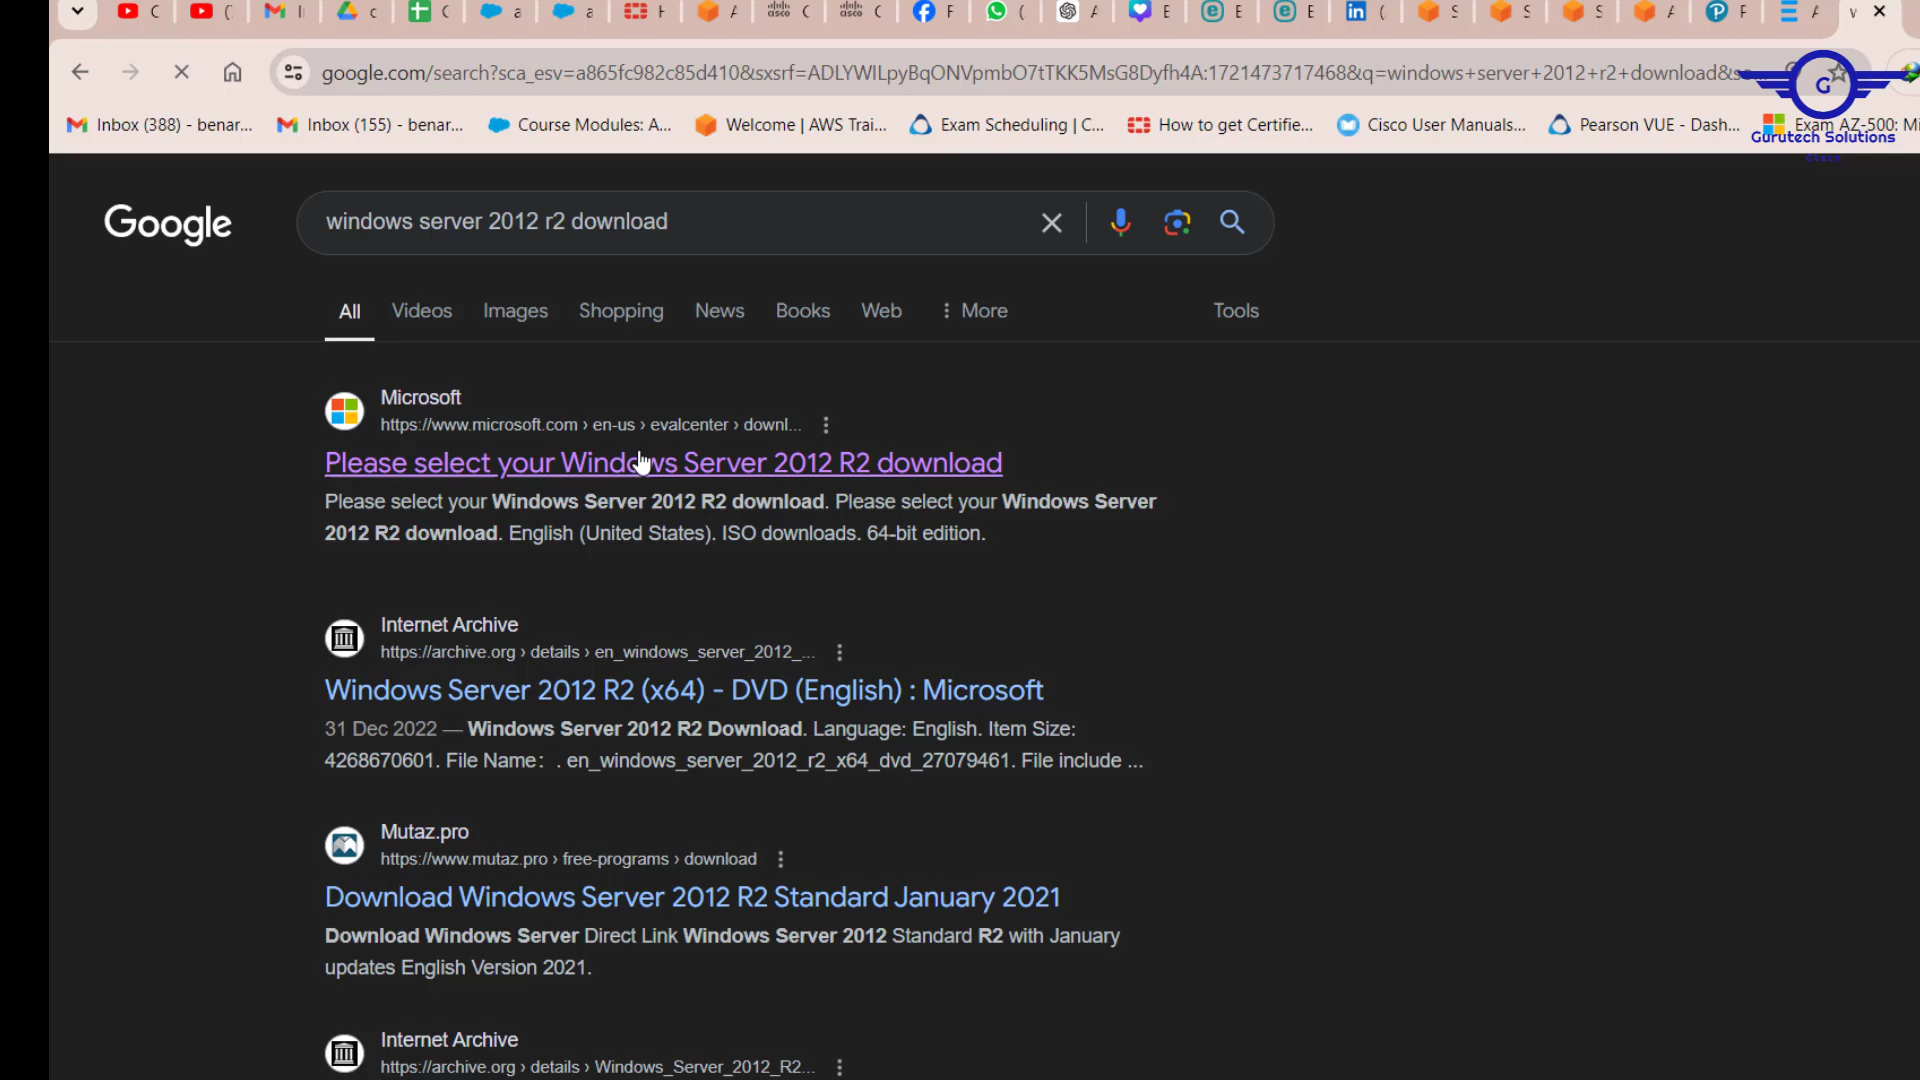 google.com/search?sca_esv=a865fc982c85d410&sxsrf=ADLYWILpyBqONVpmbO7tTKK5MsG8Dyfh4A:1721473717468&q=windows+server+2012+r2+download&
Inbox (388) - benar... Inbox (155) - benar... Course Modules: A... Welcome | AWS Trai... Exam Scheduling | C... How to get Certifie... Cisco User Manuals... Pearson VUE - Dash... Exam AZ-500: Mi
G
Gurutech Solutions
Google
windows server 2012 r2 download
All Videos Images Shopping News Books Web More Tools
Microsoft
https://www.microsoft.com › en-us › evalcenter › downl...
Please select your Windows Server 2012 R2 download
Please select your Windows Server 2012 R2 download. Please select your Windows Server
2012 R2 download. English (United States). ISO downloads. 64-bit edition.
Internet Archive
https://archive.org › details › en_windows_server_2012_...
Windows Server 2012 R2 (x64) - DVD (English) : Microsoft
31 Dec 2022 — Windows Server 2012 R2 Download. Language: English. Item Size:
4268670601. File Name: . en_windows_server_2012_r2_x64_dvd_27079461. File include ...
Mutaz.pro
https://www.mutaz.pro › free-programs › download
Download Windows Server 2012 R2 Standard January 2021
Download Windows Server Direct Link Windows Server 2012 Standard R2 with January
updates English Version 2021.
Internet Archive
https://archive.org › details › Windows_Server_2012_R2...